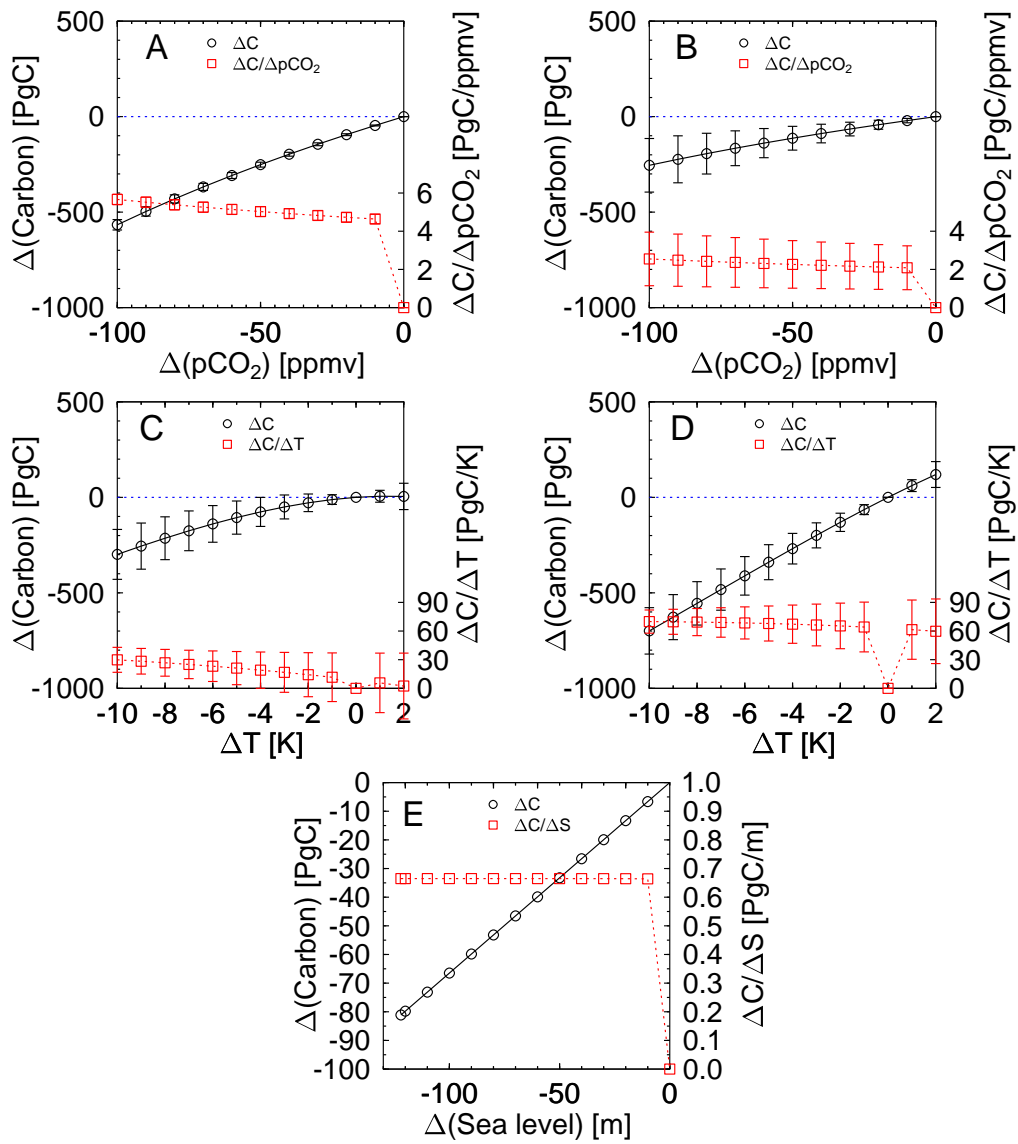 A
ΔC
ΔC/ΔpCO₂
500
0
-500
-1000
Δ(Carbon) [PgC]
6
4
2
0
ΔC/ΔpCO₂ [PgC/ppmv]
-100
-50
0
Δ(pCO₂) [ppmv]
B
ΔC
ΔC/ΔpCO₂
500
0
-500
-1000
Δ(Carbon) [PgC]
4
2
0
ΔC/ΔpCO₂ [PgC/ppmv]
-100
-50
0
Δ(pCO₂) [ppmv]
C
ΔC
ΔC/ΔT
500
0
-500
-1000
Δ(Carbon) [PgC]
90
60
30
0
ΔC/ΔT [PgC/K]
-10 -8 -6 -4 -2 0 2
ΔT [K]
D
ΔC
ΔC/ΔT
500
0
-500
-1000
Δ(Carbon) [PgC]
90
60
30
0
ΔC/ΔT [PgC/K]
-10 -8 -6 -4 -2 0 2
ΔT [K]
E
ΔC
ΔC/ΔS
0
-10
-20
-30
-40
-50
-60
-70
-80
-90
-100
Δ(Carbon) [PgC]
1.0
0.9
0.8
0.7
0.6
0.5
0.4
0.3
0.2
0.1
0.0
ΔC/ΔS [PgC/m]
-100
-50
0
Δ(Sea level) [m]